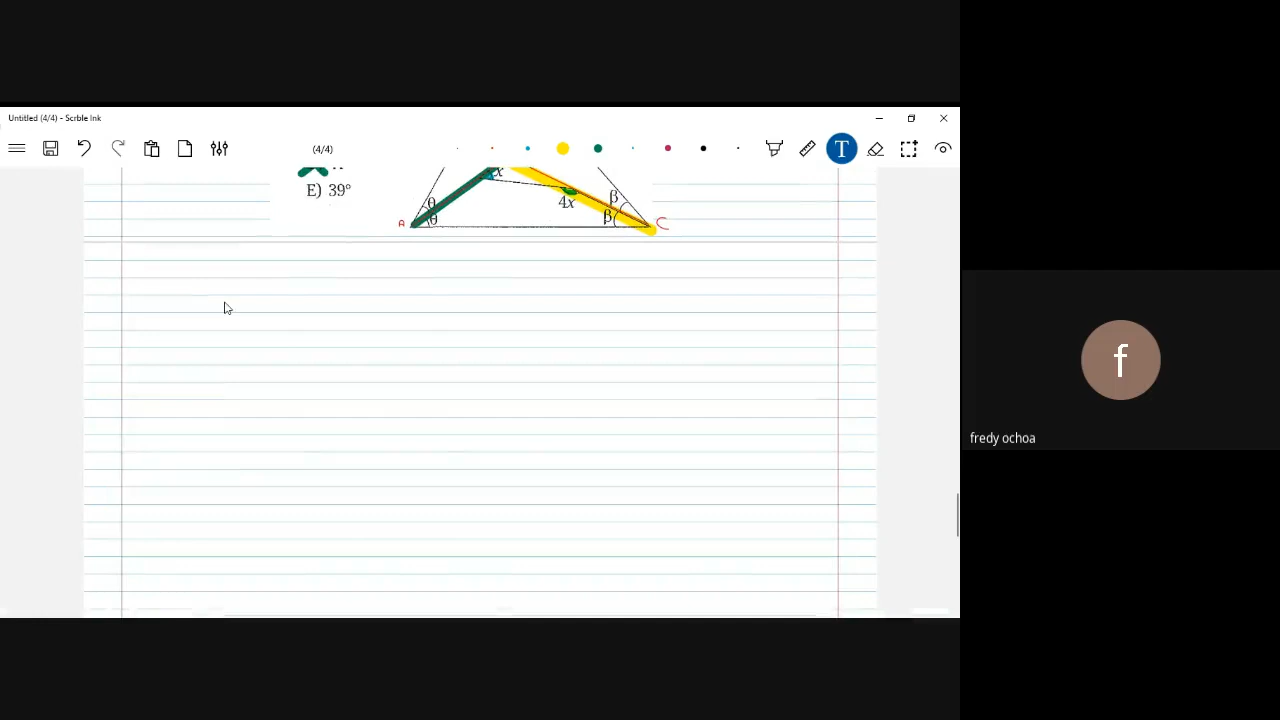 Untitled (4/4) - Scrble Ink
(4/4)
T
E) 39°
x
4x
θ
θ
β
β
A
C
f
fredy ochoa